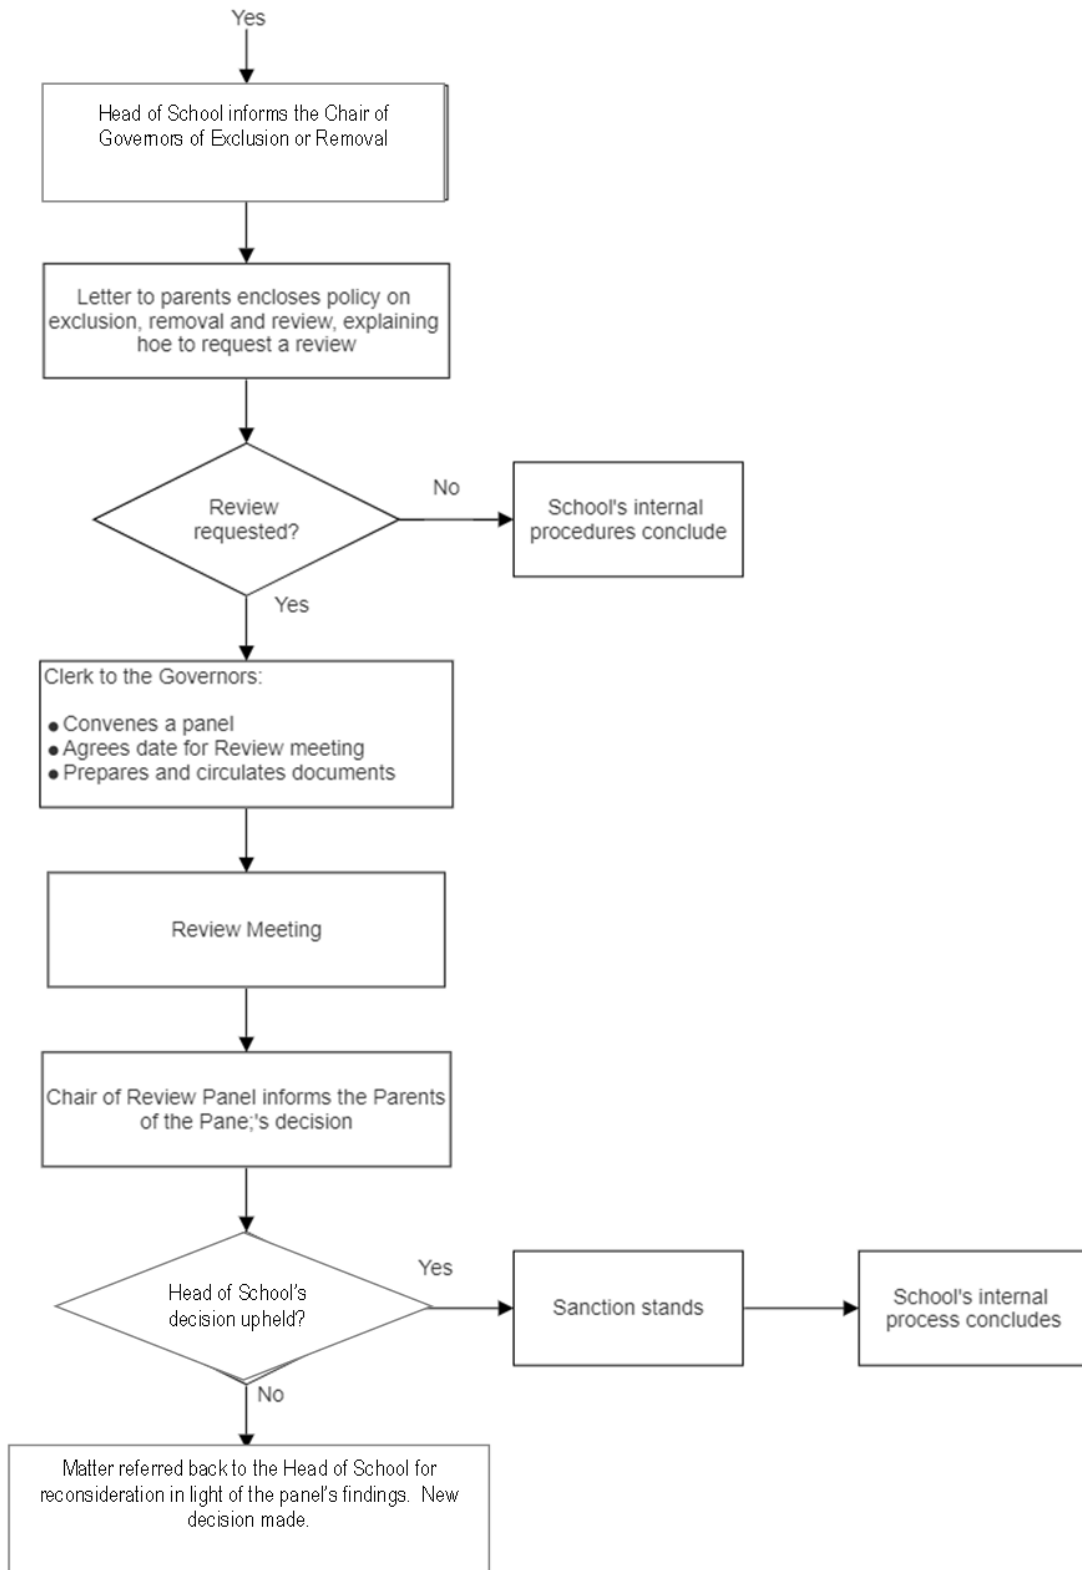 Yes
Head of School informs the Chair of
Governors of Exclusion or Removal
Letter to parents encloses policy on
exclusion, removal and review, explaining
hoe to request a review
Review
requested?
No
School's internal
procedures conclude
Yes
Clerk to the Governors:
● Convenes a panel
● Agrees date for Review meeting
● Prepares and circulates documents
Review Meeting
Chair of Review Panel informs the Parents
of the Pane;'s decision
Head of School's
decision upheld?
Yes
Sanction stands
School's internal
process concludes
No
Matter referred back to the Head of School for
reconsideration in light of the panel's findings.  New
decision made.